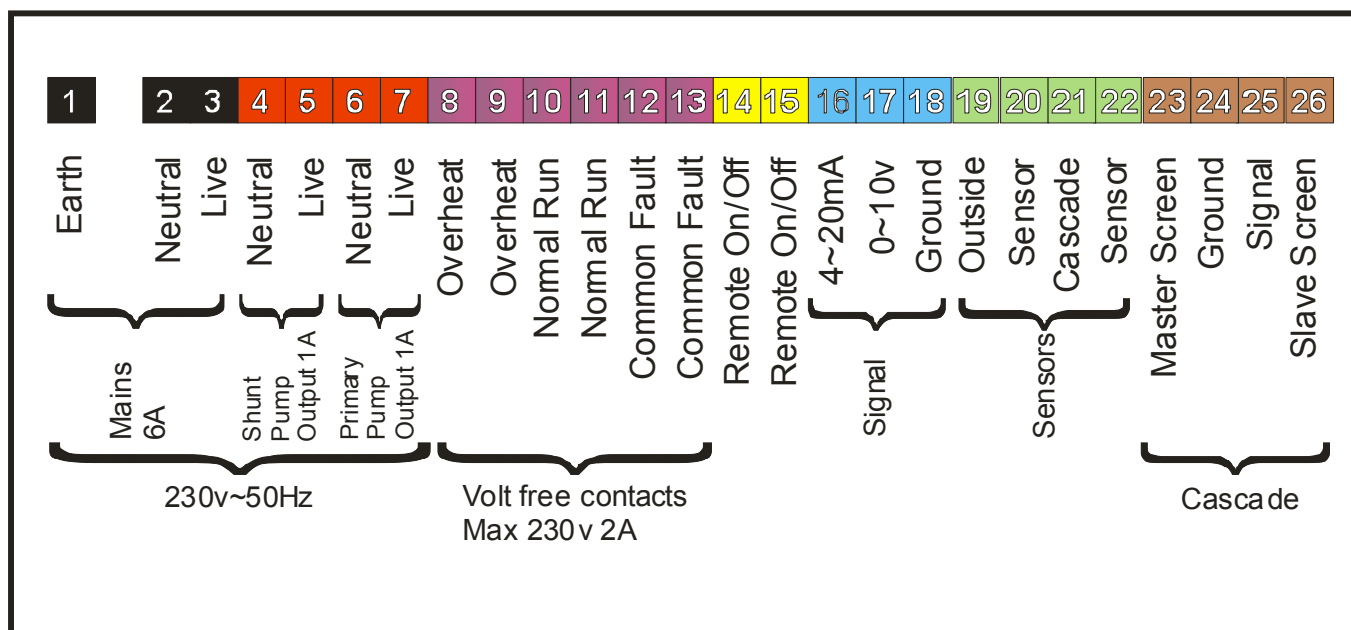 1 2 3 4 5 6 7 8 9 10 11 12 13 14 15 16 17 18 19 20 21 22 23 24 25 26
Earth
Neutral
Live
Neutral
Live
Neutral
Live
Overheat
Overheat
Normal Run
Normal Run
Common Fault
Common Fault
Remote On/Off
Remote On/Off
4~20mA
0~10v
Ground
Outside
Sensor
Cascade
Sensor
Master Screen
Ground
Signal
Slave Screen
Mains
6A
Shunt
Pump
Output 1A
Primary
Pump
Output 1A
Signal
Sensors
230v~50Hz
Volt free contacts
Max 230v 2A
Cascade